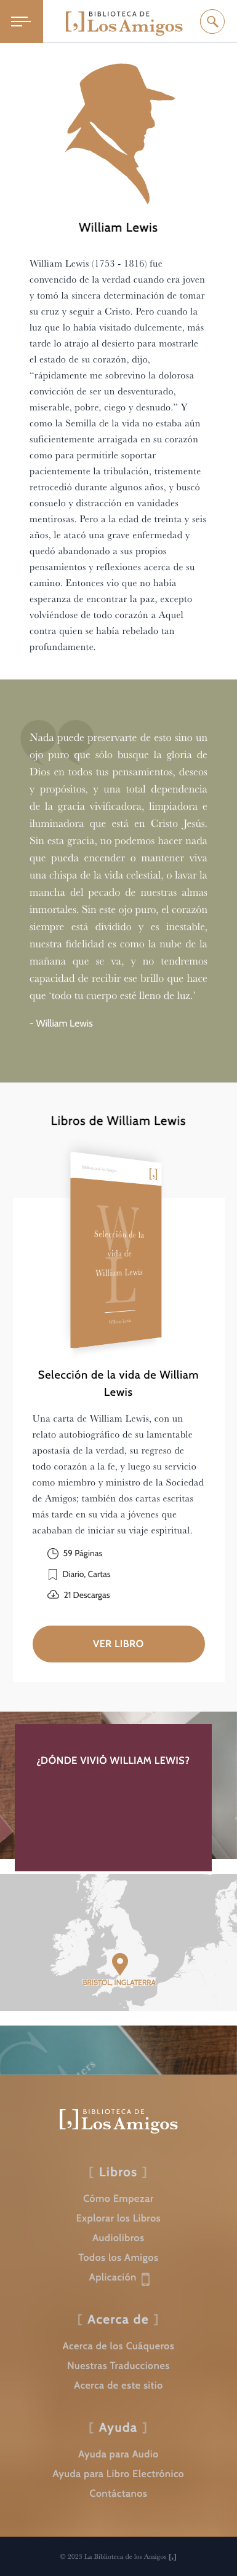 BIBLIOTECA DE
[;] Los Amigos
William Lewis
William Lewis (1753 - 1816) fue
convencido de la verdad cuando era joven
y tomó la sincera determinación de tomar
su cruz y seguir a Cristo. Pero cuando la
luz que lo había visitado dulcemente, más
tarde lo atrajo al desierto para mostrarle
el estado de su corazón, dijo,
“rápidamente me sobrevino la dolorosa
convicción de ser un desventurado,
miserable, pobre, ciego y desnudo.” Y
como la Semilla de la vida no estaba aún
suficientemente arraigada en su corazón
como para permitirle soportar
pacientemente la tribulación, tristemente
retrocedió durante algunos años, y buscó
consuelo y distracción en vanidades
mentirosas. Pero a la edad de treinta y seis
años, le atacó una grave enfermedad y
quedó abandonado a sus propios
pensamientos y reflexiones acerca de su
camino. Entonces vio que no había
esperanza de encontrar la paz, excepto
volviéndose de todo corazón a Aquel
contra quien se había rebelado tan
profundamente.
Nada puede preservarte de esto sino un
ojo puro que sólo busque la gloria de
Dios en todos tus pensamientos, deseos
y propósitos, y una total dependencia
de la gracia vivificadora, limpiadora e
iluminadora que está en Cristo Jesús.
Sin esta gracia, no podemos hacer nada
que pueda encender o mantener viva
una chispa de la vida celestial, o lavar la
mancha del pecado de nuestras almas
inmortales. Sin este ojo puro, el corazón
siempre está dividido y es inestable,
nuestra fidelidad es como la nube de la
mañana que se va, y no tendremos
capacidad de recibir ese brillo que hace
que ‘todo tu cuerpo esté lleno de luz.’
- William Lewis
Libros de William Lewis
Biblioteca de los Amigos [;]
W
Selección de la
vida de
William Lewis
L
William Lewis
Selección de la vida de William
Lewis
Una carta de William Lewis, con un
relato autobiográfico de su lamentable
apostasía de la verdad, su regreso de
todo corazón a la fe, y luego su servicio
como miembro y ministro de la Sociedad
de Amigos; también dos cartas escritas
más tarde en su vida a jóvenes que
acababan de iniciar su viaje espiritual.
59 Páginas
Diario, Cartas
21 Descargas
VER LIBRO
¿DÓNDE VIVIÓ WILLIAM LEWIS?
BRISTOL, INGLATERRA
BIBLIOTECA DE
[;] Los Amigos
[ Libros ]
Cómo Empezar
Explorar los Libros
Audiolibros
Todos los Amigos
Aplicación
[ Acerca de ]
Acerca de los Cuáqueros
Nuestras Traducciones
Acerca de este sitio
[ Ayuda ]
Ayuda para Audio
Ayuda para Libro Electrónico
Contáctanos
© 2023 La Biblioteca de los Amigos [;]